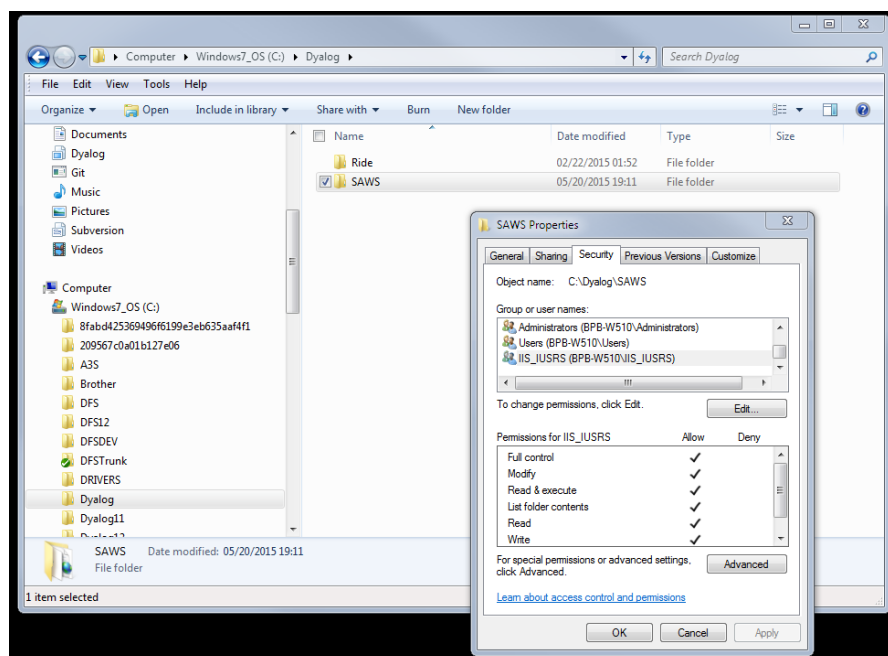 Computer Windows7_OS (C:) Dyalog
Search Dyalog
File Edit View Tools Help
Organize Open Include in library Share with Burn New folder
Documents
Dyalog
Git
Music
Pictures
Subversion
Videos
Computer
Windows7_OS (C:)
8fabd425369496f6199e3eb635aaf4f1
209567c0a01b127e06
A3S
Brother
DFS
DFS12
DFSDEV
DFSTrunk
DRIVERS
Dyalog
Dyalog11
Name Date modified Type Size
Ride 02/22/2015 01:52 File folder
SAWS 05/20/2015 19:11 File folder
SAWS Properties
General Sharing Security Previous Versions Customize
Object name: C:\Dyalog\SAWS
Group or user names:
Administrators (BPB-W510\Administrators)
Users (BPB-W510\Users)
IIS_IUSRS (BPB-W510\IIS_IUSRS)
To change permissions, click Edit.
Edit...
Permissions for IIS_IUSRS Allow Deny
Full control
Modify
Read & execute
List folder contents
Read
Write
For special permissions or advanced settings,
click Advanced.
Advanced
Learn about access control and permissions
OK Cancel Apply
SAWS Date modified: 05/20/2015 19:11
File folder
1 item selected